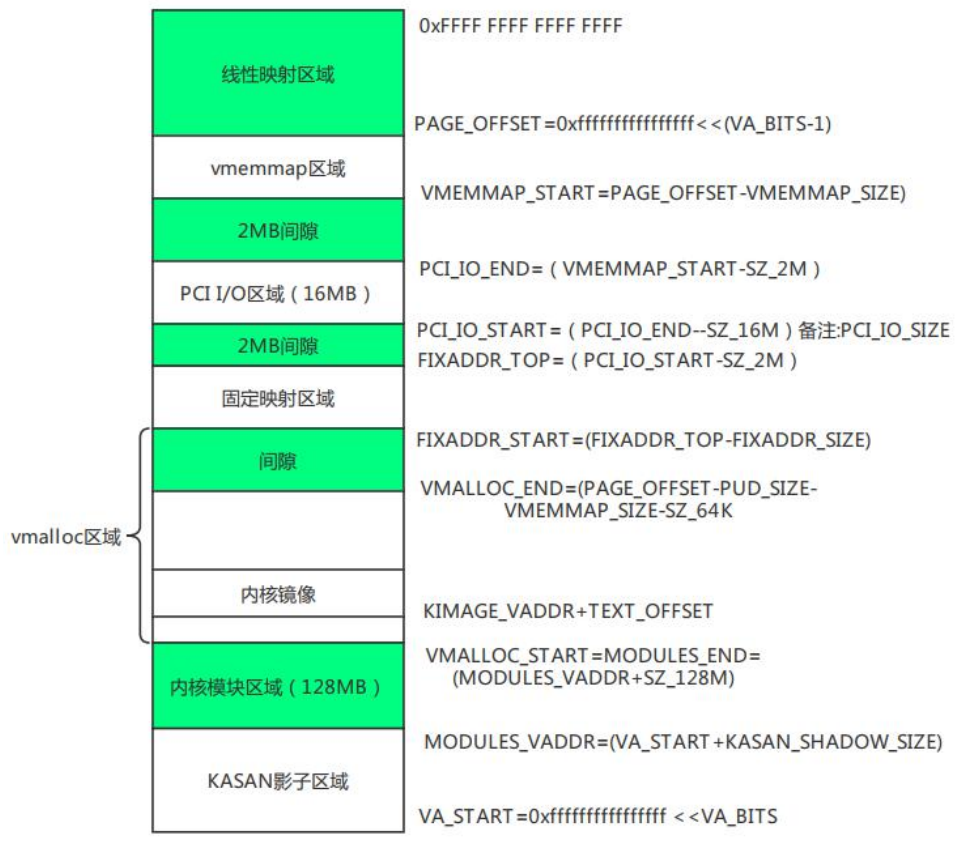 0xFFFF FFFF FFFF FFFF
线性映射区域
PAGE_OFFSET=0xffffffffffffffff<<(VA_BITS-1)
vmemmap区域
VMEMMAP_START=PAGE_OFFSET-VMEMMAP_SIZE)
2MB间隙
PCI_IO_END=（VMEMMAP_START-SZ_2M）
PCI I/O区域（16MB）
PCI_IO_START=（PCI_IO_END--SZ_16M）备注:PCI_IO_SIZE
2MB间隙
FIXADDR_TOP=（PCI_IO_START-SZ_2M）
固定映射区域
FIXADDR_START=(FIXADDR_TOP-FIXADDR_SIZE)
间隙
VMALLOC_END=(PAGE_OFFSET-PUD_SIZE-
VMEMMAP_SIZE-SZ_64K
vmalloc区域
内核镜像
KIMAGE_VADDR+TEXT_OFFSET
VMALLOC_START=MODULES_END=
(MODULES_VADDR+SZ_128M)
内核模块区域（128MB）
MODULES_VADDR=(VA_START+KASAN_SHADOW_SIZE)
KASAN影子区域
VA_START=0xffffffffffffffff <<VA_BITS